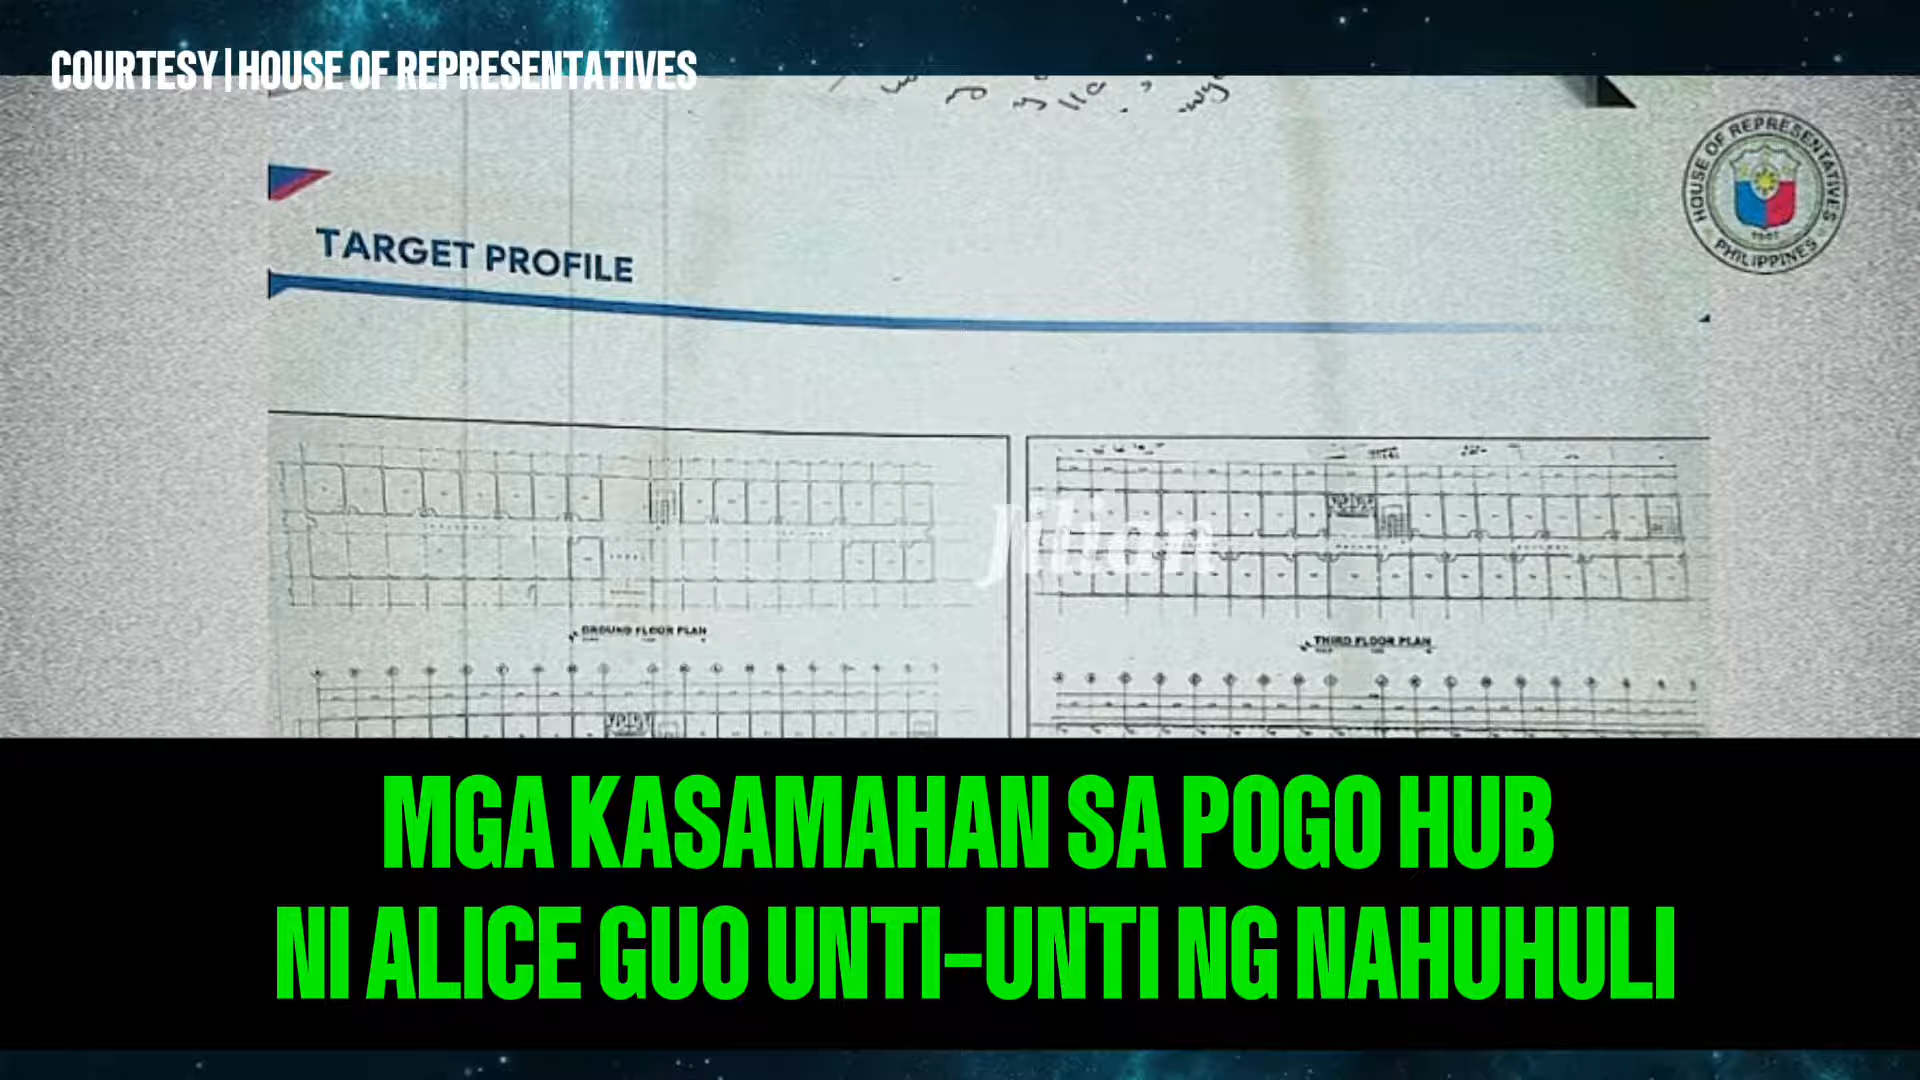 COURTESY | HOUSE OF REPRESENTATIVES
HOUSE OF REPRESENTATIVES
PHILIPPINES
TARGET PROFILE
Jilian
GROUND FLOOR PLAN
THIRD FLOOR PLAN
MGA KASAMAHAN SA POGO HUB
NI ALICE GUO UNTI-UNTI NG NAHUHULI